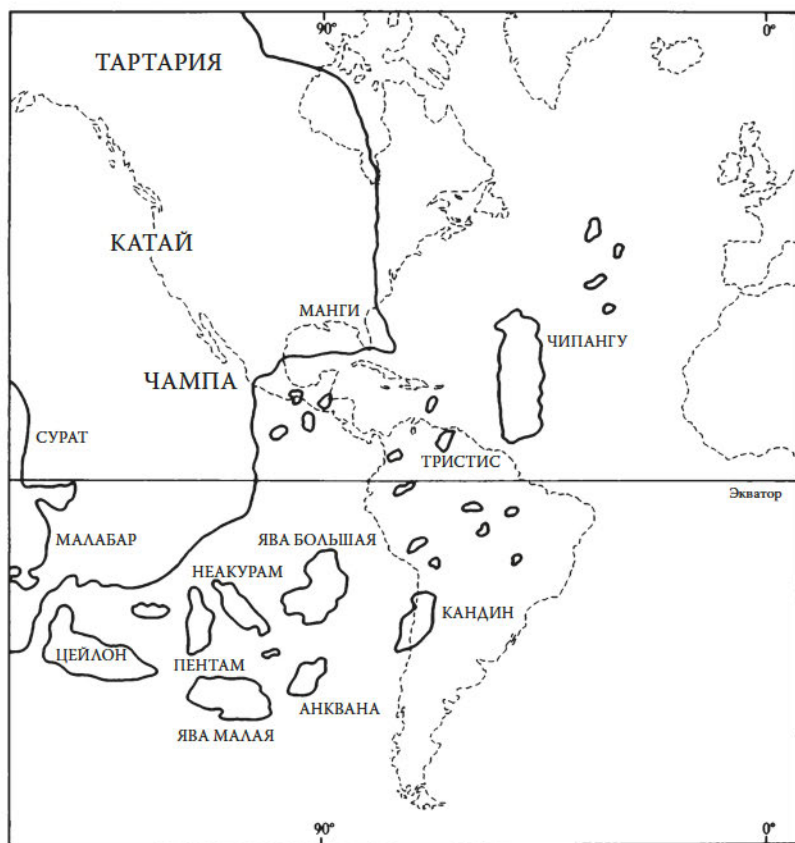 90°
0°
ТАРТАРИЯ
КАТАЙ
МАНГИ
ЧИПАНГУ
ЧАМПА
СУРАТ
ТРИСТИС
Экватор
МАЛАБАР
ЯВА БОЛЬШАЯ
НЕАКУРАМ
КАНДИН
ЦЕЙЛОН
ПЕНТАМ
АНКВАНА
ЯВА МАЛАЯ
90°
0°